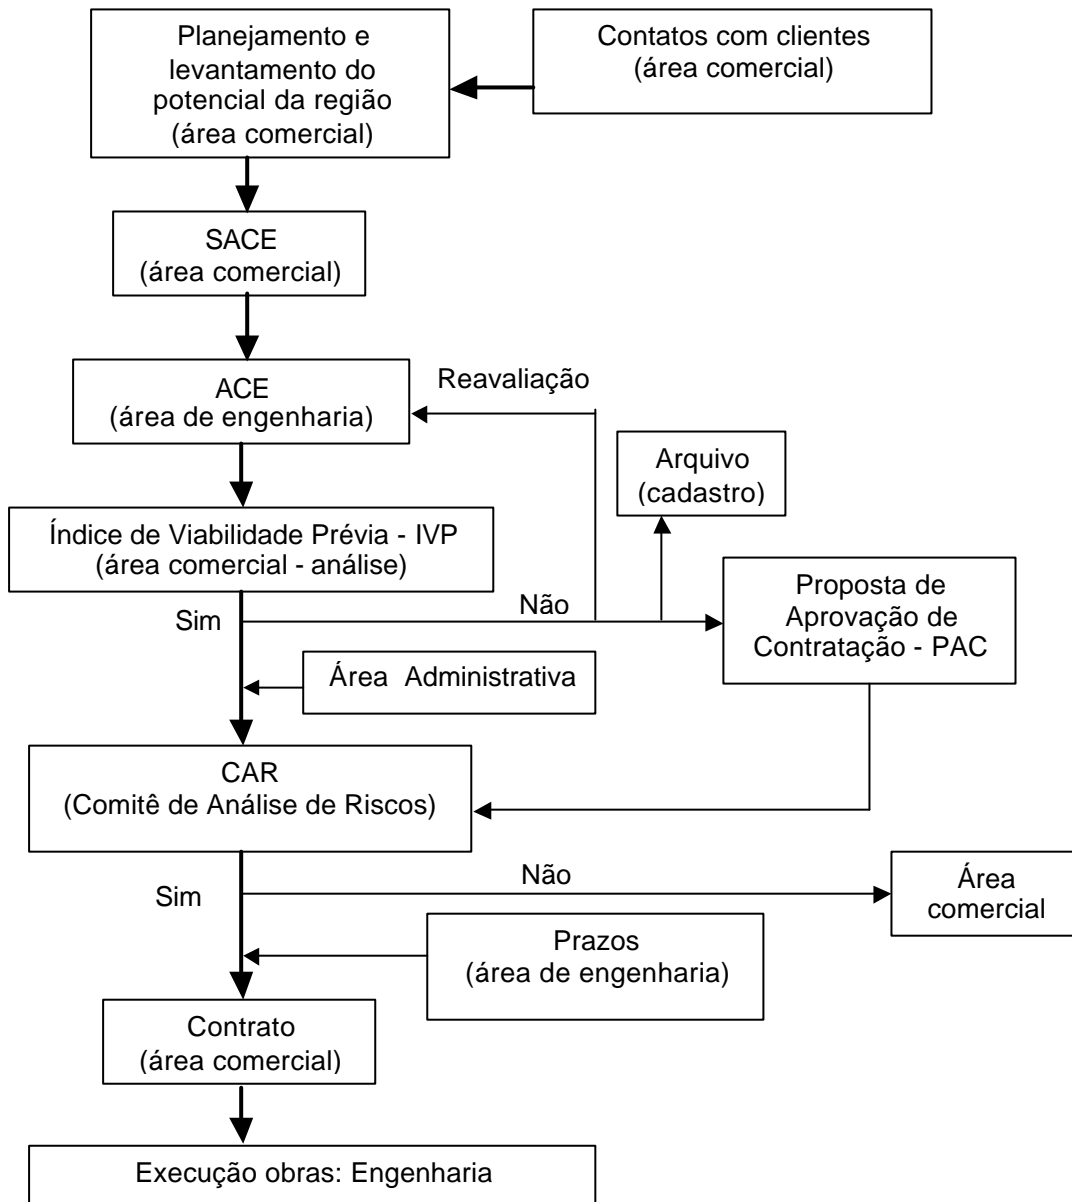 Planejamento e
levantamento do
potencial da região
(área comercial)
Contatos com clientes
(área comercial)
SACE
(área comercial)
ACE
(área de engenharia)
Reavaliação
Arquivo
(cadastro)
Índice de Viabilidade Prévia - IVP
(área comercial - análise)
Sim
Não
Proposta de
Aprovação de
Contratação - PAC
Área Administrativa
CAR
(Comitê de Análise de Riscos)
Sim
Não
Área
comercial
Prazos
(área de engenharia)
Contrato
(área comercial)
Execução obras: Engenharia